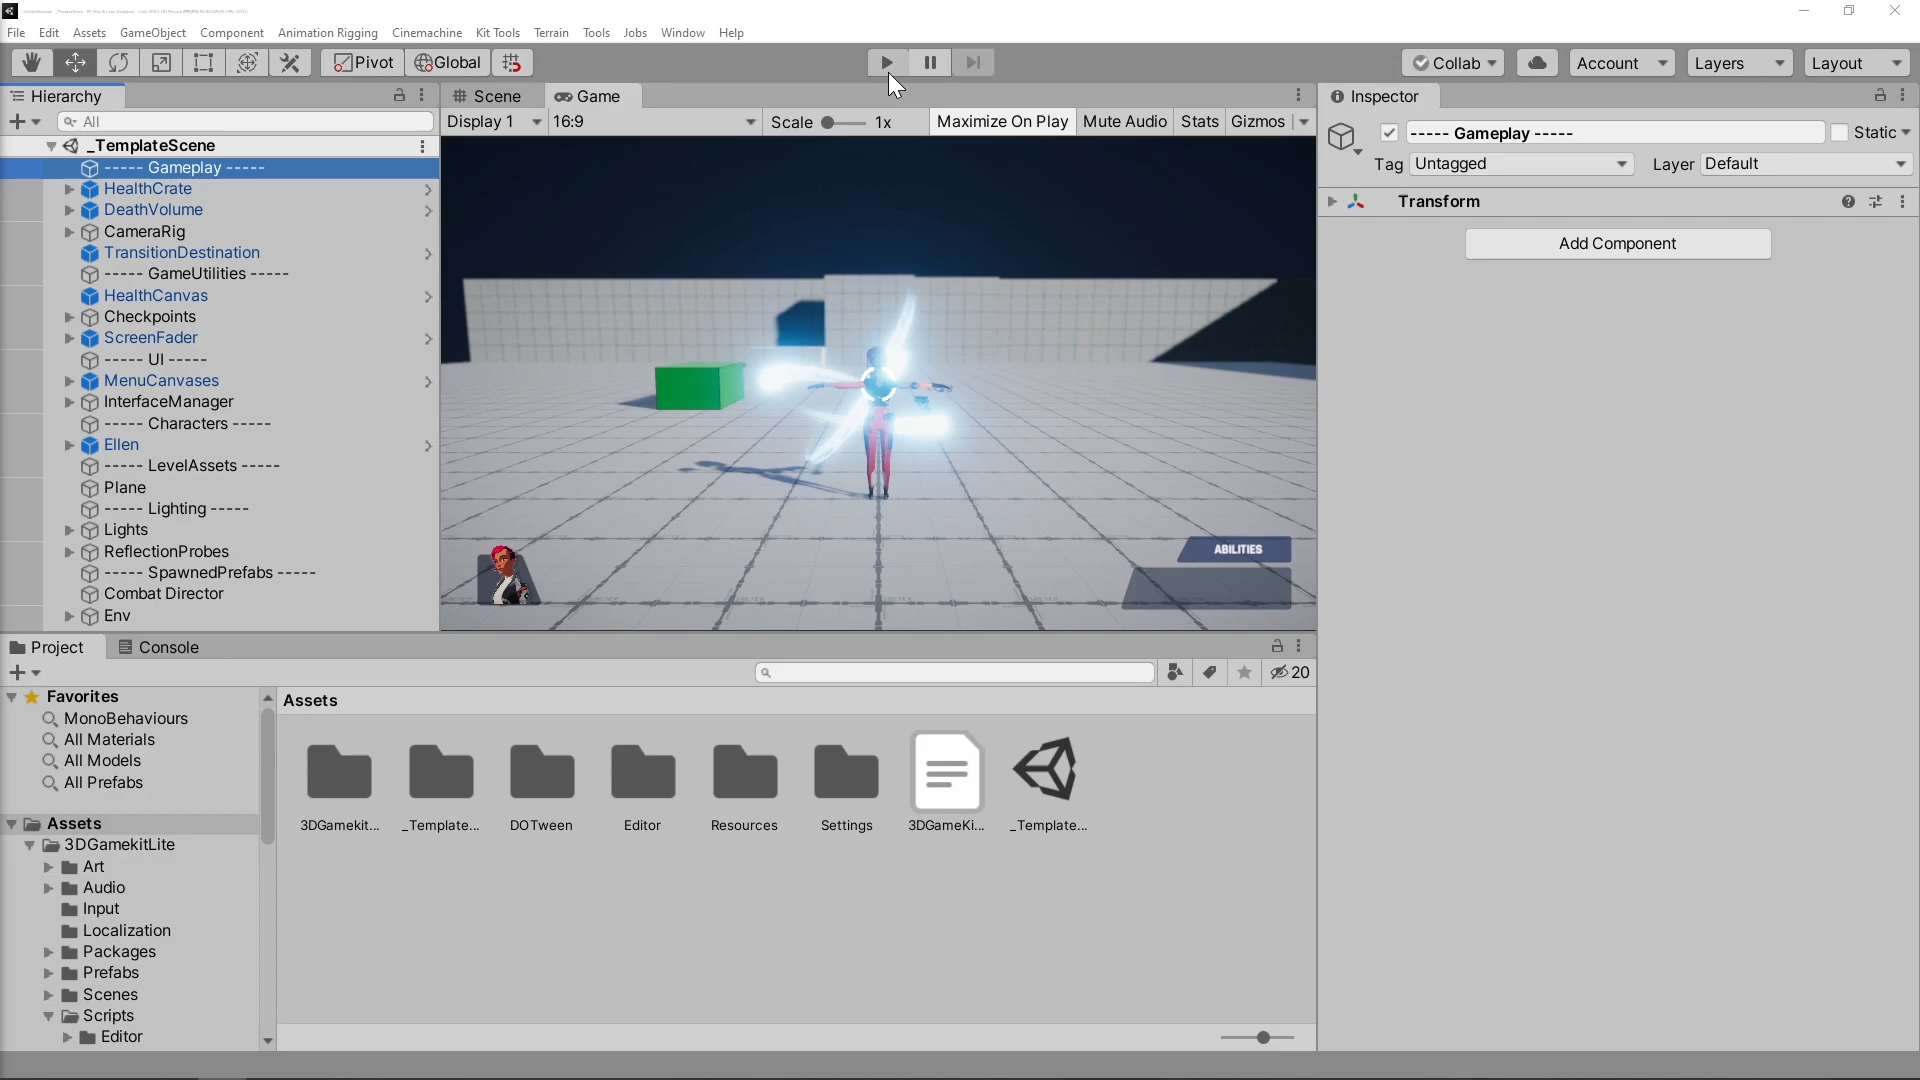 File Edit Assets GameObject Component Animation Rigging Cinemachine Kit Tools Terrain Tools Jobs Window Help
Pivot Global Collab Account Layers Layout
Hierarchy Scene Game Inspector
All Display 1 16:9 Scale 1x Maximize On Play Mute Audio Stats Gizmos
----- Gameplay ----- Static
Tag Untagged Layer Default
Transform
Add Component
_TemplateScene
----- Gameplay -----
HealthCrate
DeathVolume
CameraRig
TransitionDestination
----- GameUtilities -----
HealthCanvas
Checkpoints
ScreenFader
----- UI -----
MenuCanvases
InterfaceManager
----- Characters -----
Ellen
----- LevelAssets -----
Plane
----- Lighting -----
Lights
ReflectionProbes
----- SpawnedPrefabs -----
Combat Director
Env
ABILITIES
Project Console
20
Favorites
MonoBehaviours
All Materials
All Models
All Prefabs
Assets
3DGamekitLite
Art
Audio
Input
Localization
Packages
Prefabs
Scenes
Scripts
Editor
Assets
3DGamekit... _Template... DOTween Editor Resources Settings 3DGameKi... _Template...